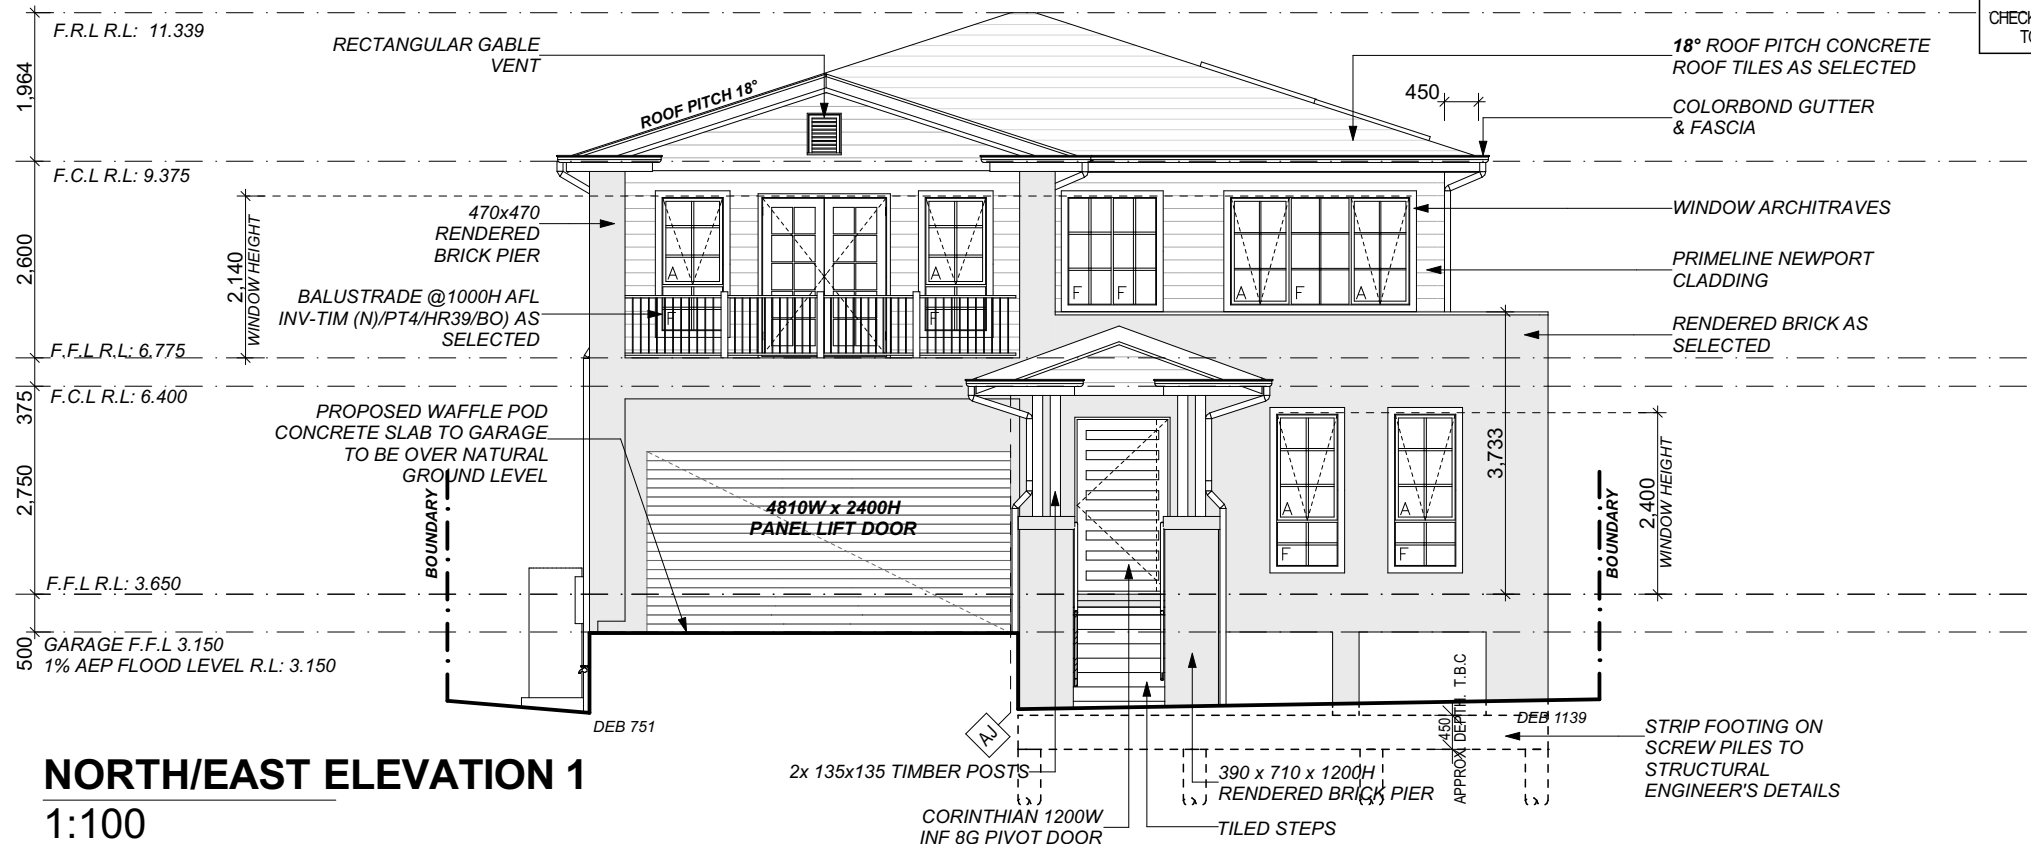 F.R.L R.L: 11.339
RECTANGULAR GABLE
VENT
ROOF PITCH 18°
18° ROOF PITCH CONCRETE
ROOF TILES AS SELECTED
450
COLORBOND GUTTER
& FASCIA
1,964
F.C.L R.L: 9.375
470x470
RENDERED
BRICK PIER
WINDOW ARCHITRAVES
2,600
2,140
WINDOW HEIGHT
PRIMELINE NEWPORT
CLADDING
A
A
F
F
A
F
A
BALUSTRADE @1000H AFL
INV-TIM (N)/PT4/HR39/BO) AS
SELECTED
F
F
RENDERED BRICK AS
SELECTED
F.F.L R.L: 6.775
375
F.C.L R.L: 6.400
PROPOSED WAFFLE POD
CONCRETE SLAB TO GARAGE
TO BE OVER NATURAL
GROUND LEVEL
2,750
BOUNDARY
4810W x 2400H
PANEL LIFT DOOR
3,733
2,400
WINDOW HEIGHT
BOUNDARY
A
A
F
F
F.F.L R.L: 3.650
500
GARAGE F.F.L 3.150
1% AEP FLOOD LEVEL R.L: 3.150
DEB 751
AJ
DEB 1139
450
APPROX. DEPTH. T.B.C
STRIP FOOTING ON
SCREW PILES TO
STRUCTURAL
ENGINEER'S DETAILS
2x 135x135 TIMBER POSTS
390 x 710 x 1200H
RENDERED BRICK PIER
CORINTHIAN 1200W
INF 8G PIVOT DOOR
TILED STEPS
NORTH/EAST ELEVATION 1
1:100